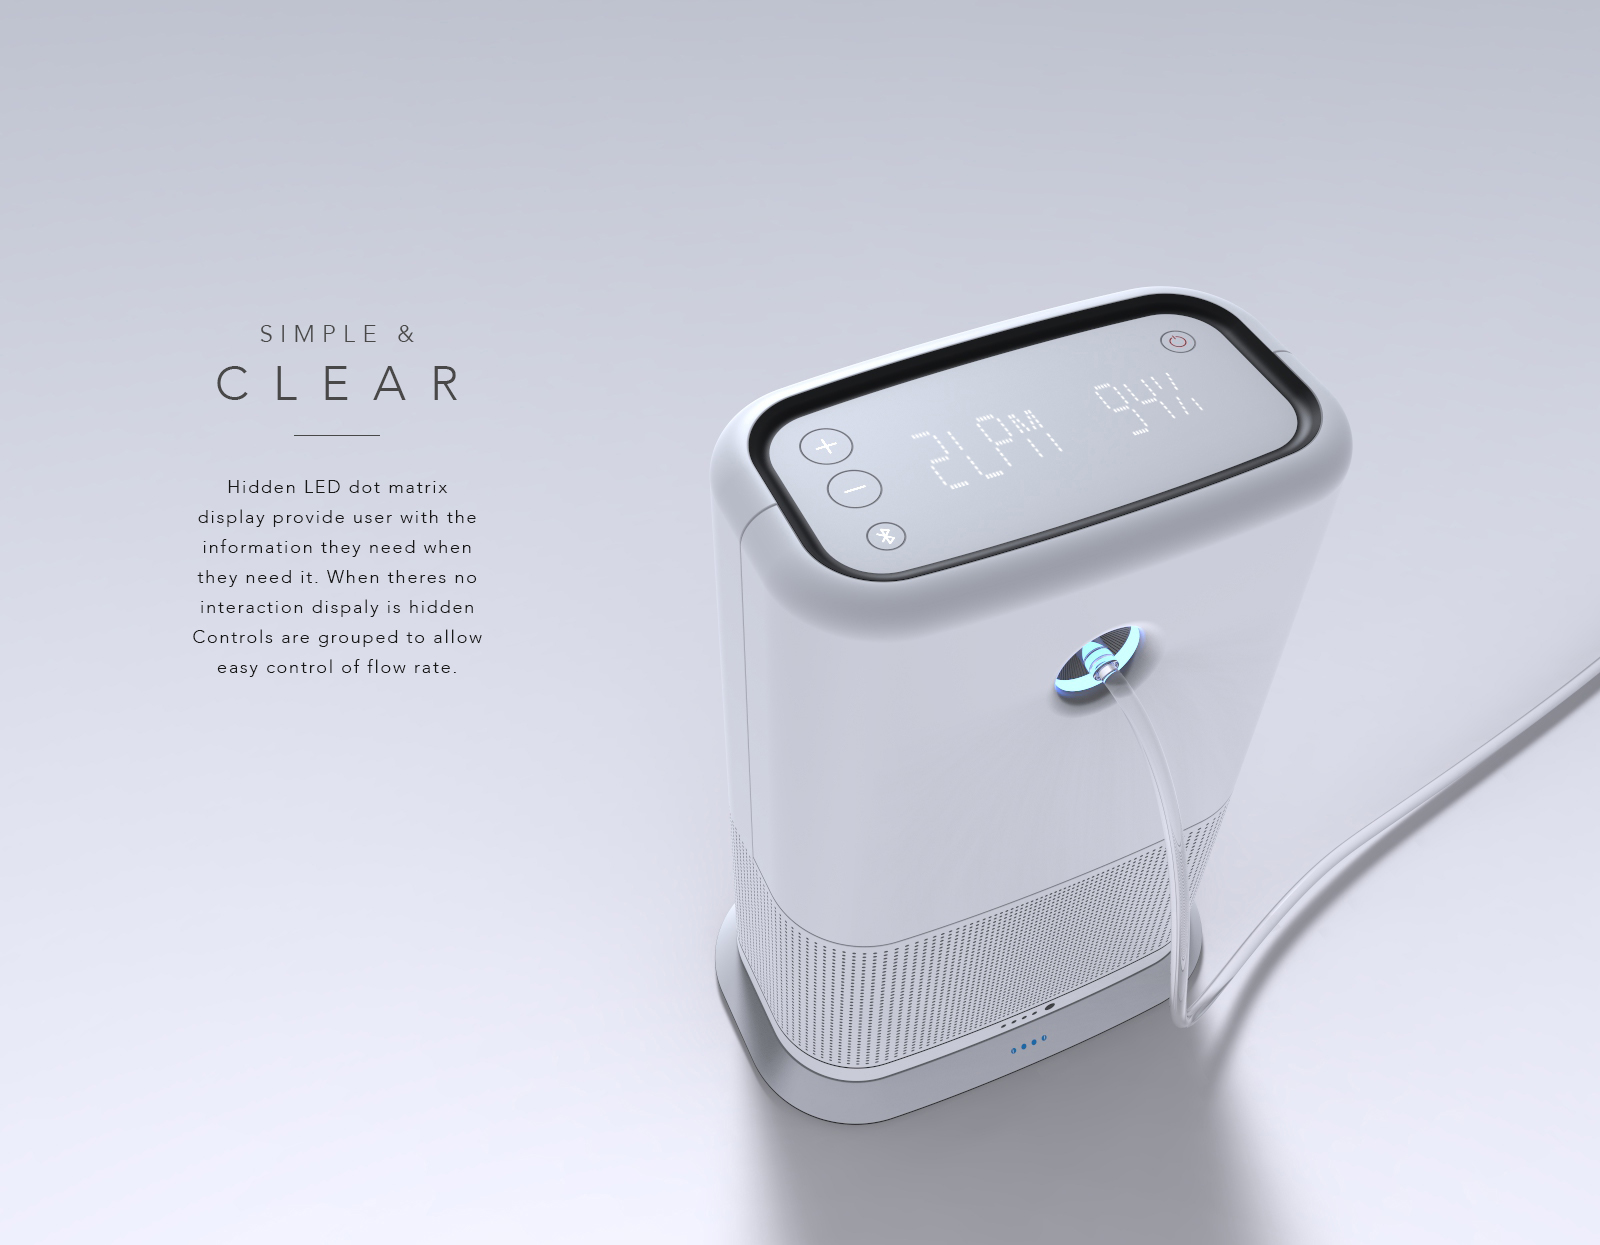 SIMPLE &
CLEAR
Hidden LED dot matrix
display provide user with the
information they need when
they need it. When theres no
interaction dispaly is hidden
Controls are grouped to allow
easy control of flow rate.
2LPM